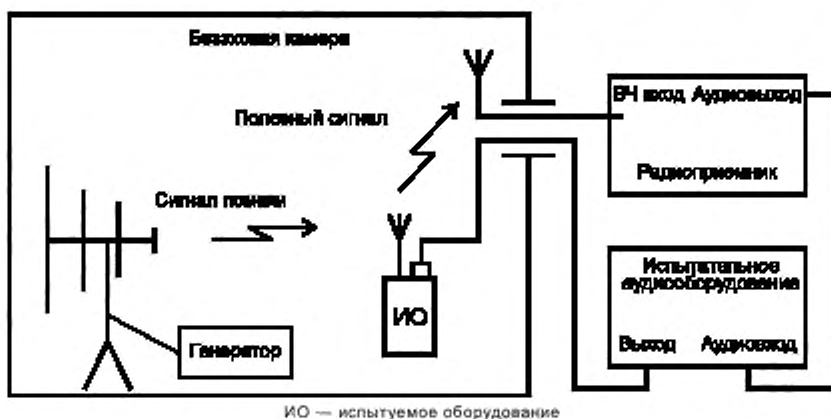 Безэховая камера
Полезный сигнал
Сигнал помехи
Генератор
ИО
ВЧ вход Аудиовыход
Радиоприемник
Испытательное
аудиооборудование
Выход Аудиовход
ИО — испытуемое оборудование